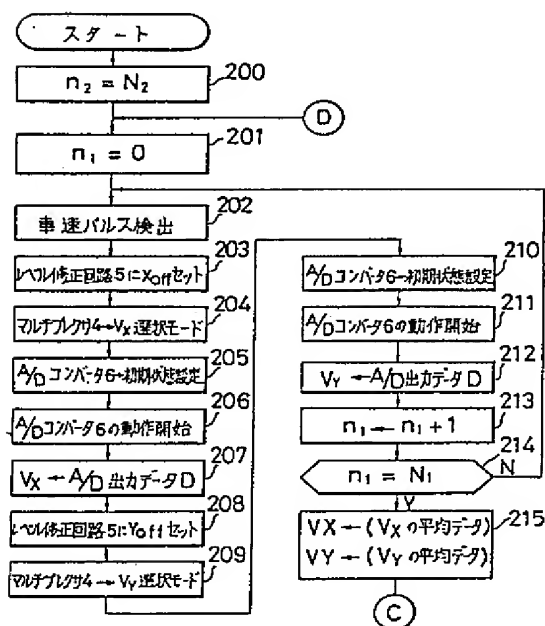 スタート
n₂ = N₂
200
D
n₁ = 0
201
車速パルス検出
202
レベル修正回路5にXoffセット
203
マルチプレクサ4→Vx選択モード
204
A/Dコンバータ6→初期状態設定
205
A/Dコンバータ6の動作開始
206
Vx ← A/D出力データD
207
レベル修正回路5にYoffセット
208
マルチプレクサ4→VY選択モード
209
A/Dコンバータ6→初期状態設定
210
A/Dコンバータ6の動作開始
211
VY ← A/D出力データD
212
n₁ ← n₁ + 1
213
n₁ = N₁
214
N
Y
VX ← (Vxの平均データ)
VY ← (VYの平均データ)
215
C